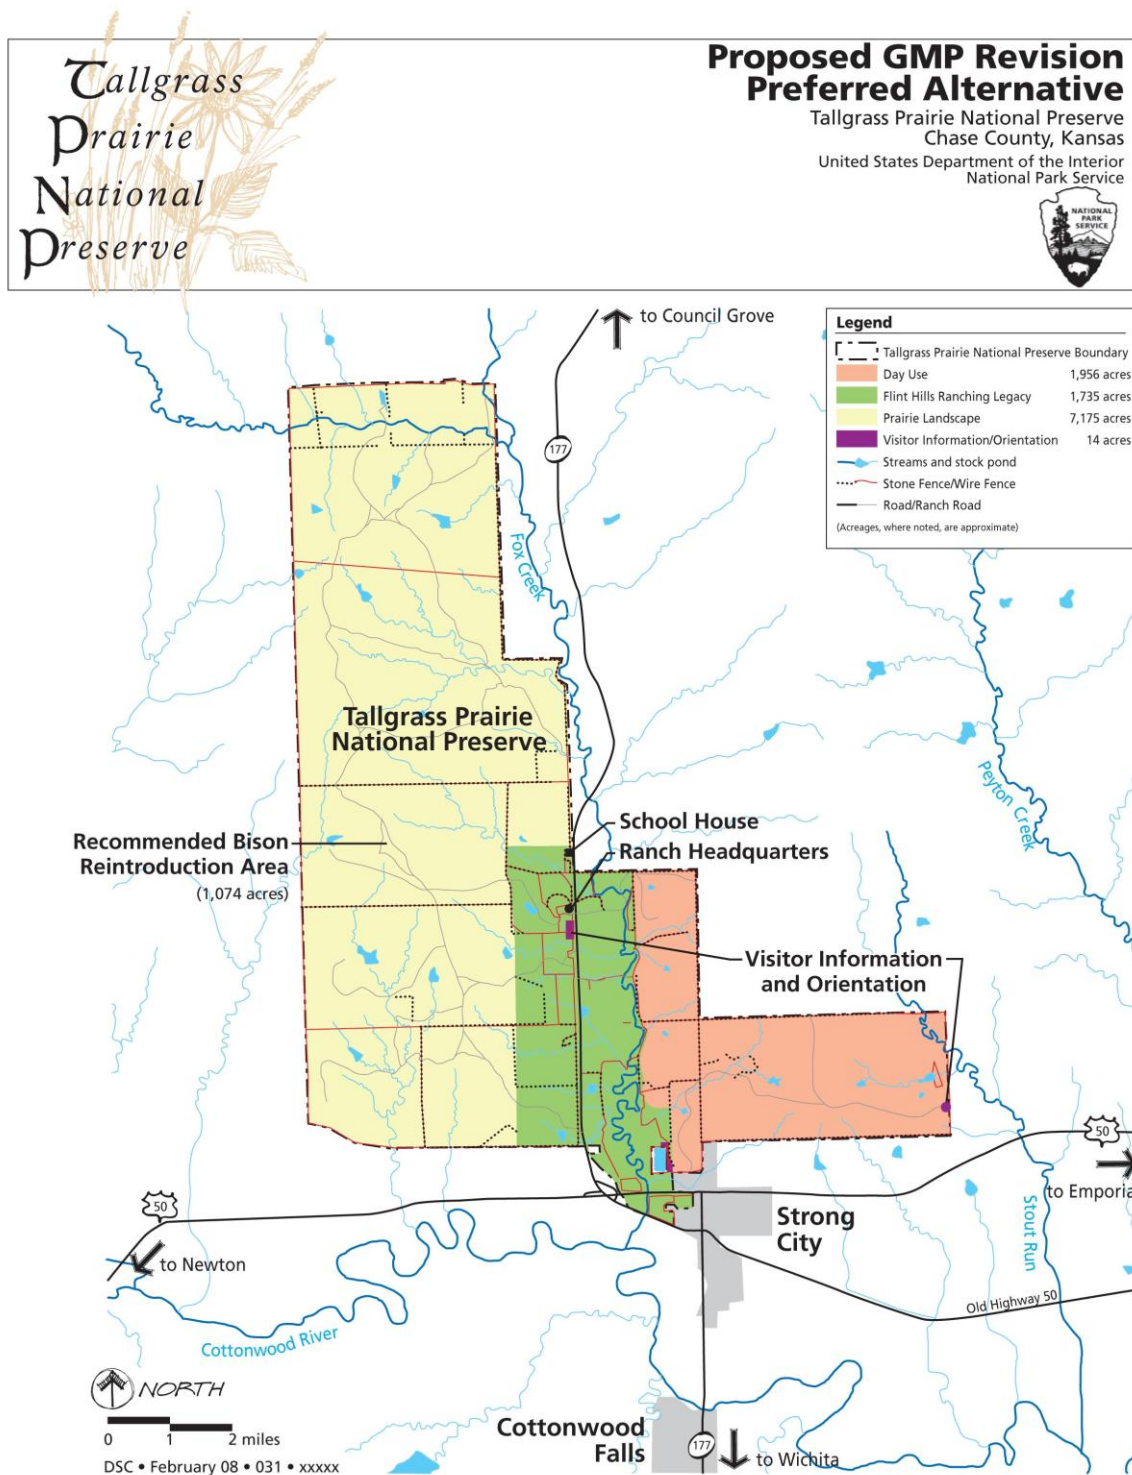 Tallgrass
Prairie
National
Preserve
Proposed GMP Revision
Preferred Alternative
Tallgrass Prairie National Preserve
Chase County, Kansas
United States Department of the Interior
National Park Service
NATIONAL
PARK
SERVICE
to Council Grove
Legend
Tallgrass Prairie National Preserve Boundary
Day Use 1,956 acres
Flint Hills Ranching Legacy 1,735 acres
Prairie Landscape 7,175 acres
Visitor Information/Orientation 14 acres
Streams and stock pond
Stone Fence/Wire Fence
Road/Ranch Road
(Acreages, where noted, are approximate)
177
Fox Creek
Tallgrass Prairie
National Preserve
Peyton Creek
School House
Ranch Headquarters
Recommended Bison
Reintroduction Area
(1,074 acres)
Visitor Information
and Orientation
50
to Emporia
50
Strong
City
Stout Run
to Newton
Old Highway 50
Cottonwood River
NORTH
0 1 2 miles
Cottonwood
Falls
177
to Wichita
DSC • February 08 • 031 • xxxxx